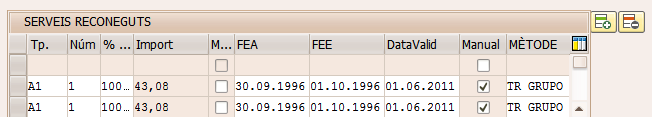 SERVEIS RECONEGUTS
Tp. Núm % ... Import M... FEA FEE DataValid Manual MÈTODE
A1 1 100... 43,08 30.09.1996 01.10.1996 01.06.2011 TR GRUPO
A1 1 100... 43,08 30.09.1996 01.10.1996 01.06.2011 TR GRUPO